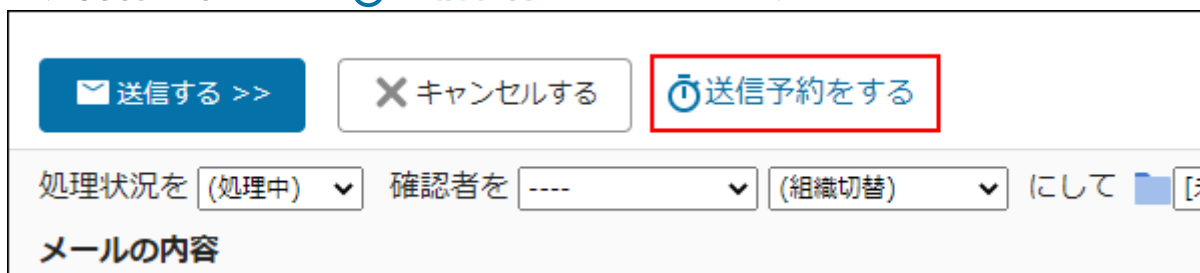 送信する >> キャンセルする 送信予約をする
処理状況を (処理中) 確認者を ---- (組織切替) にして
メールの内容